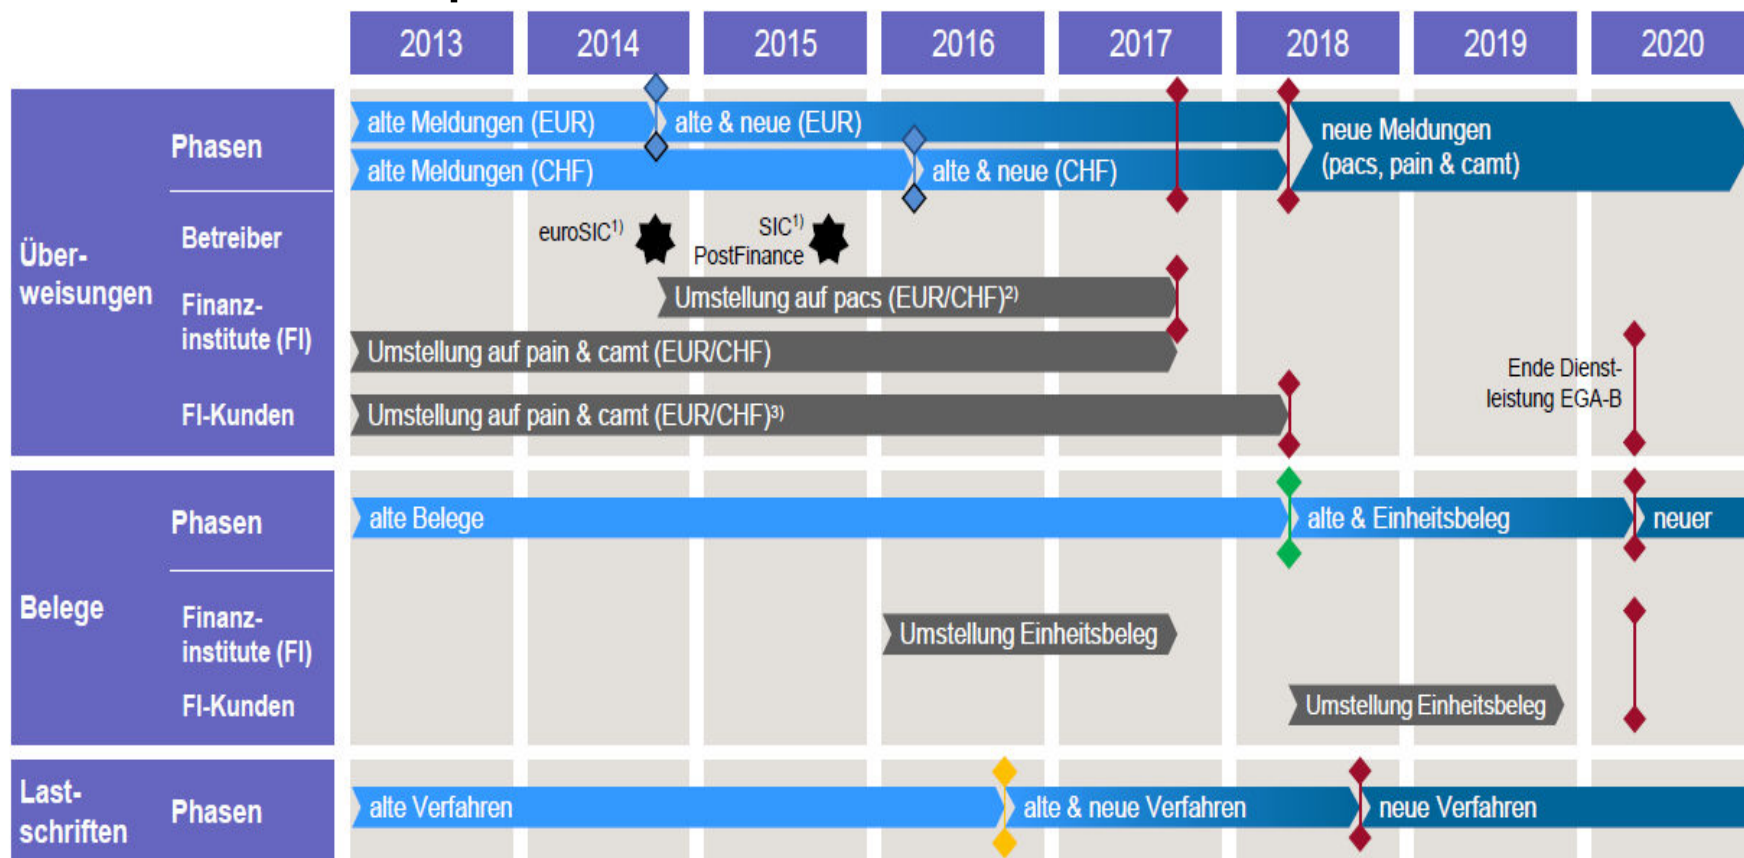 2013 2014 2015 2016 2017 2018 2019 2020
Über-
weisungen
Phasen
alte Meldungen (EUR)
alte & neue (EUR)
alte Meldungen (CHF)
alte & neue (CHF)
neue Meldungen
(pacs, pain & camt)
Betreiber
euroSIC¹⁾
SIC¹⁾
PostFinance
Finanz-
institute (FI)
Umstellung auf pacs (EUR/CHF)²⁾
Umstellung auf pain & camt (EUR/CHF)
Ende Dienst-
leistung EGA-B
FI-Kunden
Umstellung auf pain & camt (EUR/CHF)³⁾
Belege
Phasen
alte Belege
alte & Einheitsbeleg
neuer
Finanz-
institute (FI)
Umstellung Einheitsbeleg
FI-Kunden
Umstellung Einheitsbeleg
Last-
schriften
Phasen
alte Verfahren
alte & neue Verfahren
neue Verfahren